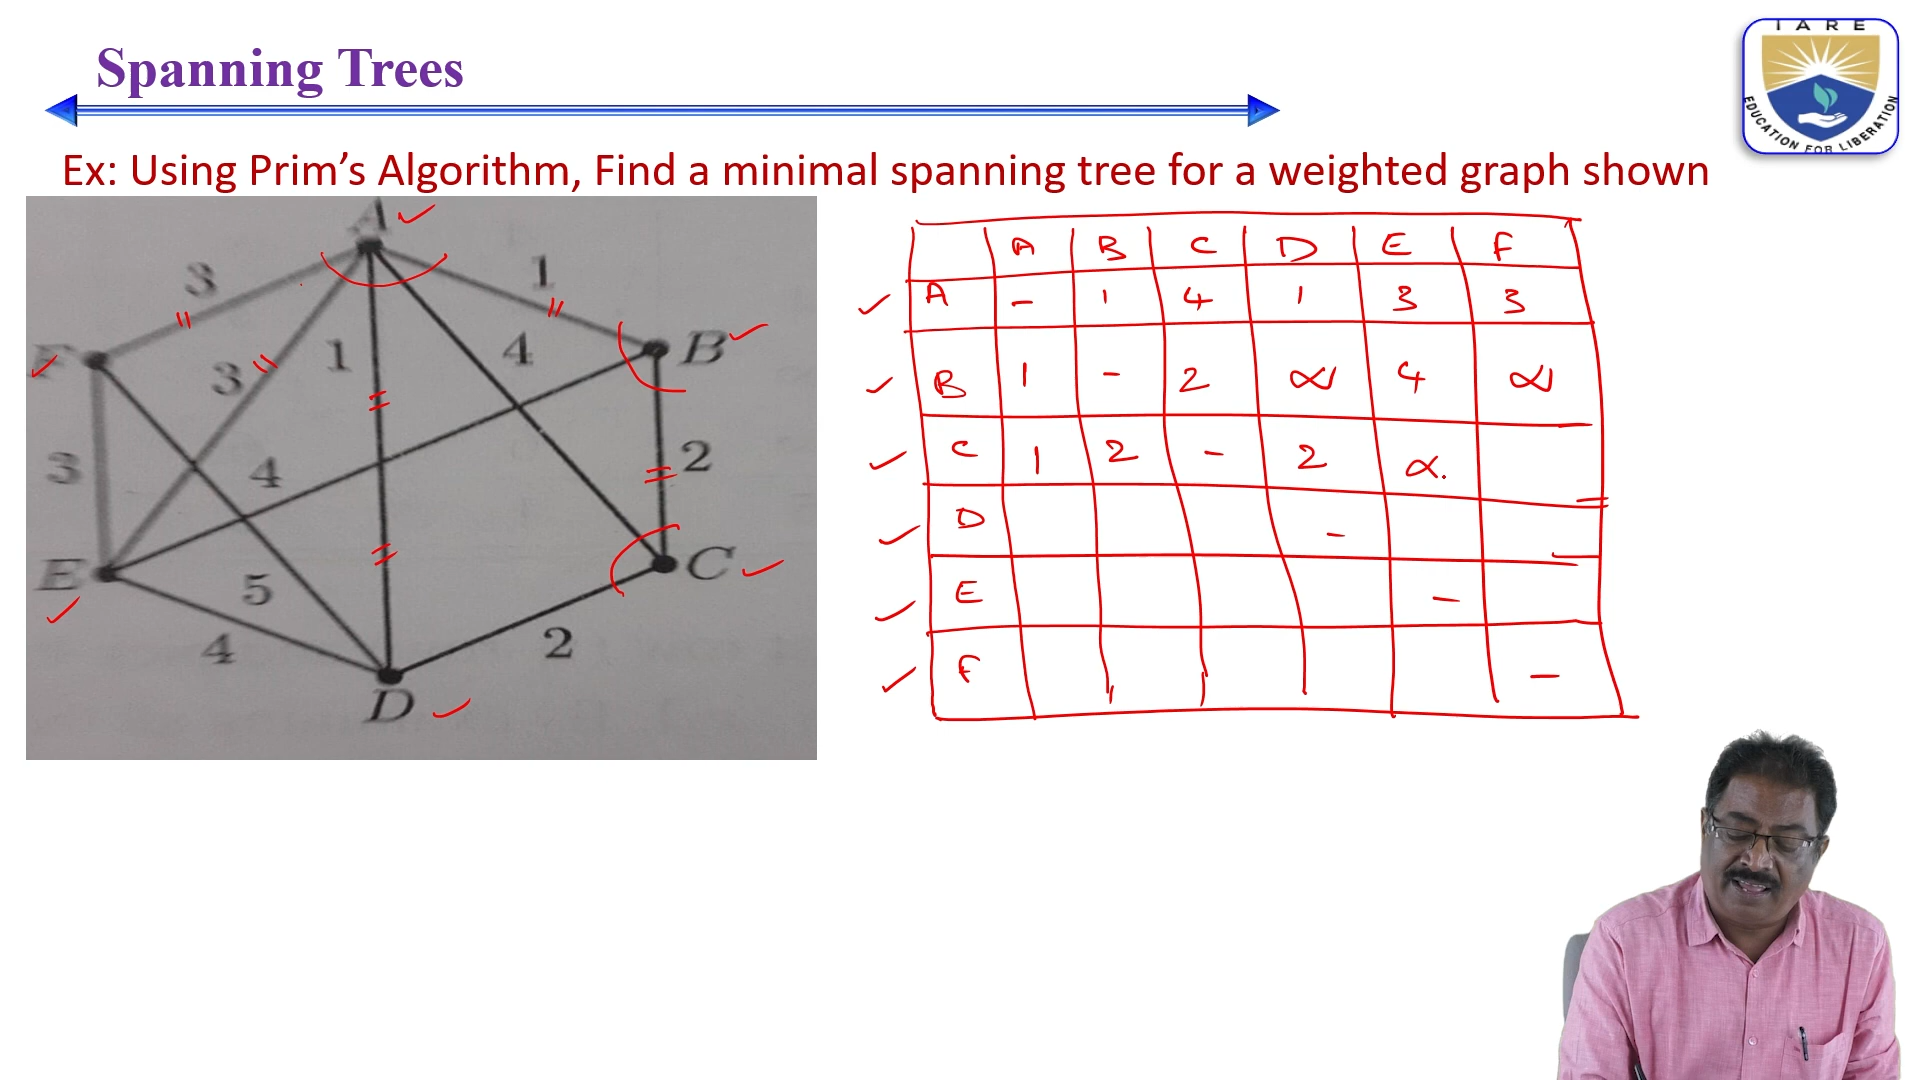 Spanning Trees
IARE
EDUCATION FOR LIBERATION
Ex: Using Prim's Algorithm, Find a minimal spanning tree for a weighted graph shown
A
3
1
F
3
1
4
B
3
4
2
E
5
C
4
2
D
A B C D E F
A - 1 4 1 3 3
B 1 - 2 ∞ 4 ∞
C 1 2 - 2 α.
D -
E -
F -